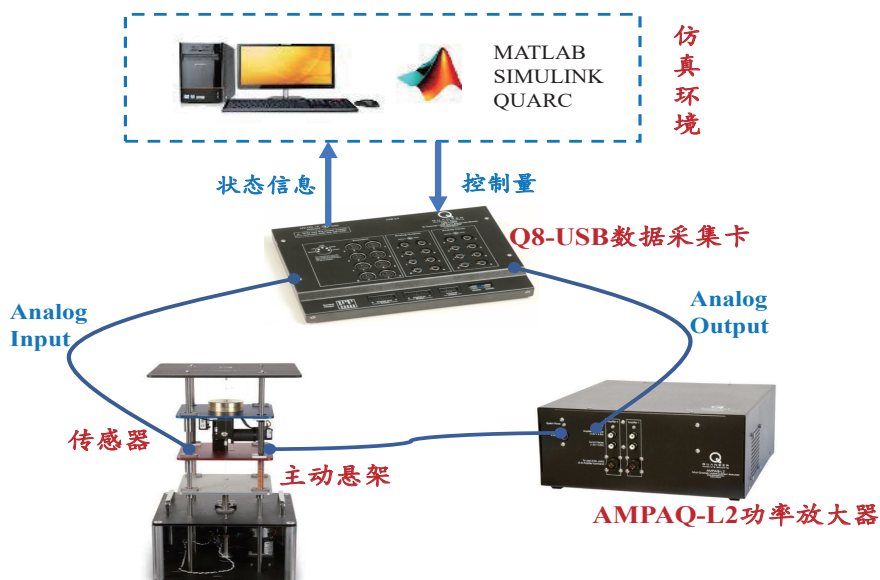 MATLAB
SIMULINK
QUARC
仿真环境
状态信息
控制量
Q8-USB数据采集卡
Analog
Input
Analog
Output
传感器
主动悬架
QUANSER
AMPAQ-L2功率放大器